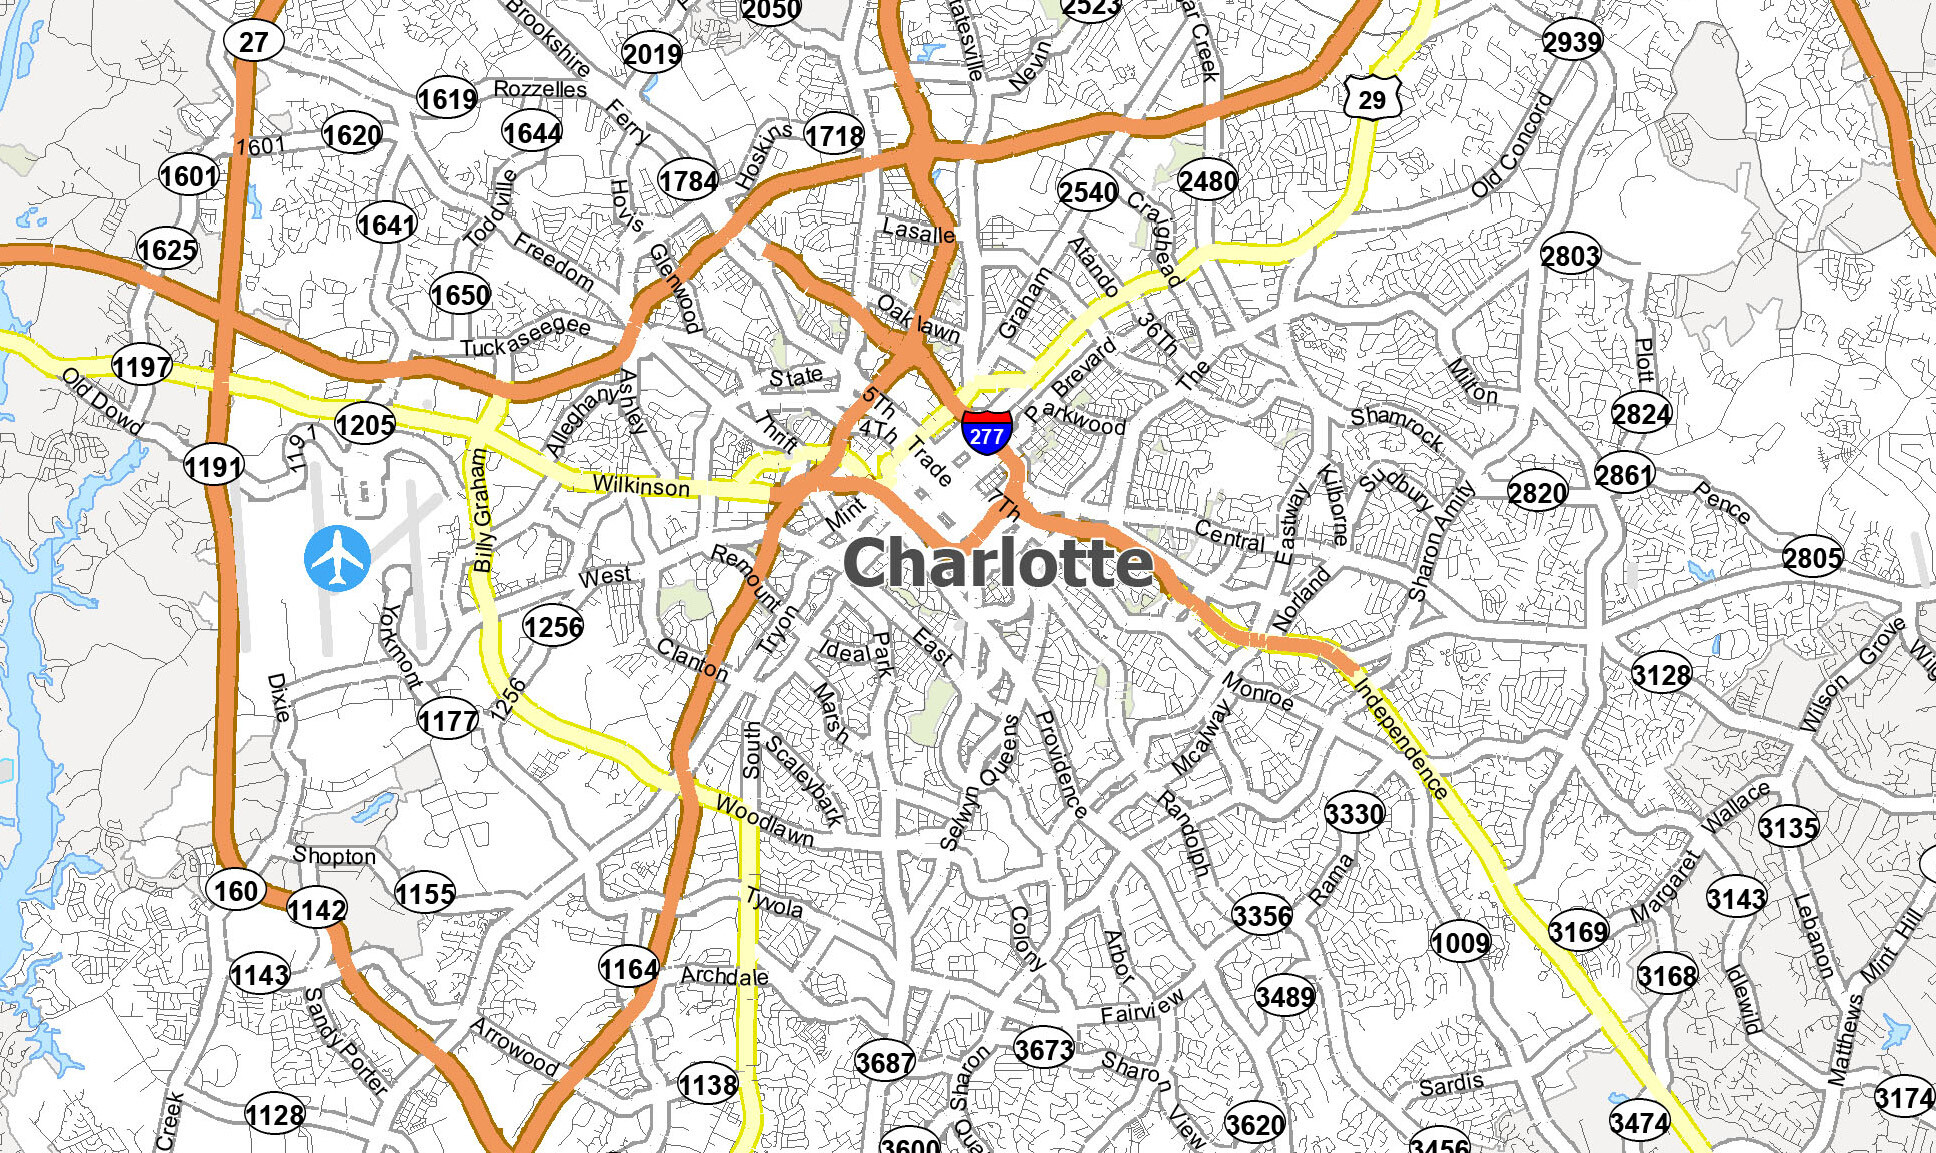 2050
2523
Statesville
Brookshire
27
2019
Nevin
Creek
2939
29
Rozzelles
1619
Ferry
1620
1644
Hoskins
1718
1601
1601
1784
2540
2480
Old Concord
Toddville
Hovis
Craighead
1641
1625
Lasalle
Freedom
Glenwood
Atando
2803
1650
Graham
Oaklawn
Tuckaseegee
36Th
Brevard
The
Plott
1197
Old Dowd
State
Ashley
Milton
Alleghany
5Th
4Th
Parkwood
Shamrock
2824
1205
Thrift
277
Trade
1191
1191
Billy Graham
Wilkinson
Kilborne
Sudbury
2820
2861
Pence
Mint
7Th
Eastway
Sharon Amity
Central
2805
Charlotte
Remount
West
Norland
Yorkmont
1256
Tryon
Ideal
Park
East
Clanton
Wilson Grove
3128
Dixie
1256
1177
Marsh
Monroe
Independence
South
Scaleybark
Queens
Providence
Mcalway
Woodlawn
Selwyn
Randolph
3330
Wallace
3135
Shopton
160
1142
1155
Tyvola
Rama
Margaret
3143
Lebanon
Colony
3356
3169
Mint Hill
1009
Arbor
1143
1164
Archdale
3168
Idlewild
3489
Sandy Porter
Fairview
Arrowood
3687
3673
Sharon
Sharon
View
Matthews
1138
Sardis
3174
Creek
1128
3620
3474
3600
3456